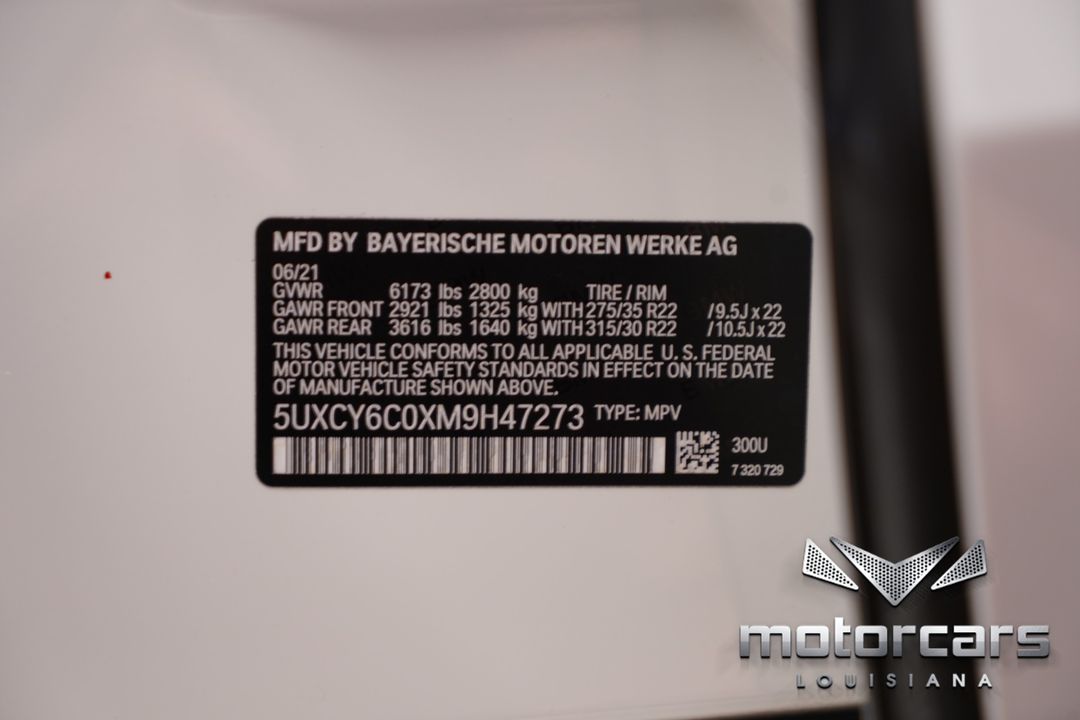 MFD BY BAYERISCHE MOTOREN WERKE AG
06/21
GVWR 6173 lbs 2800 kg TIRE / RIM
GAWR FRONT 2921 lbs 1325 kg WITH 275/35 R22 / 9.5J x 22
GAWR REAR 3616 lbs 1640 kg WITH 315/30 R22 / 10.5J x 22
THIS VEHICLE CONFORMS TO ALL APPLICABLE U. S. FEDERAL
MOTOR VEHICLE SAFETY STANDARDS IN EFFECT ON THE DATE
OF MANUFACTURE SHOWN ABOVE.
5UXCY6C0XM9H47273 TYPE: MPV
300U
7 320 729
motorcars
LOUISIANA